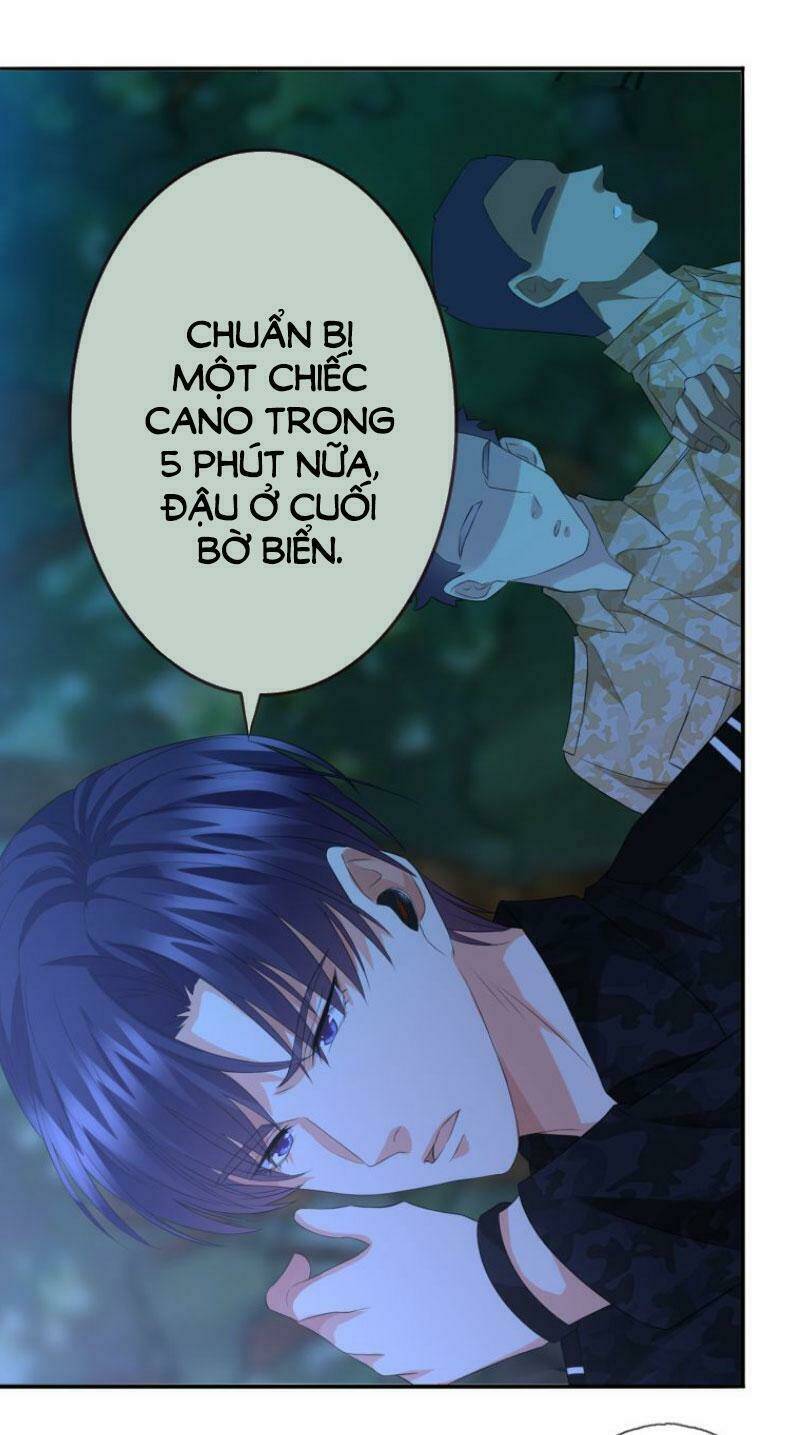 CHUẨN BỊ
MỘT CHIẾC
CANO TRONG
5 PHÚT NỮA,
ĐẬU Ở CUỐI
BỜ BIỂN.